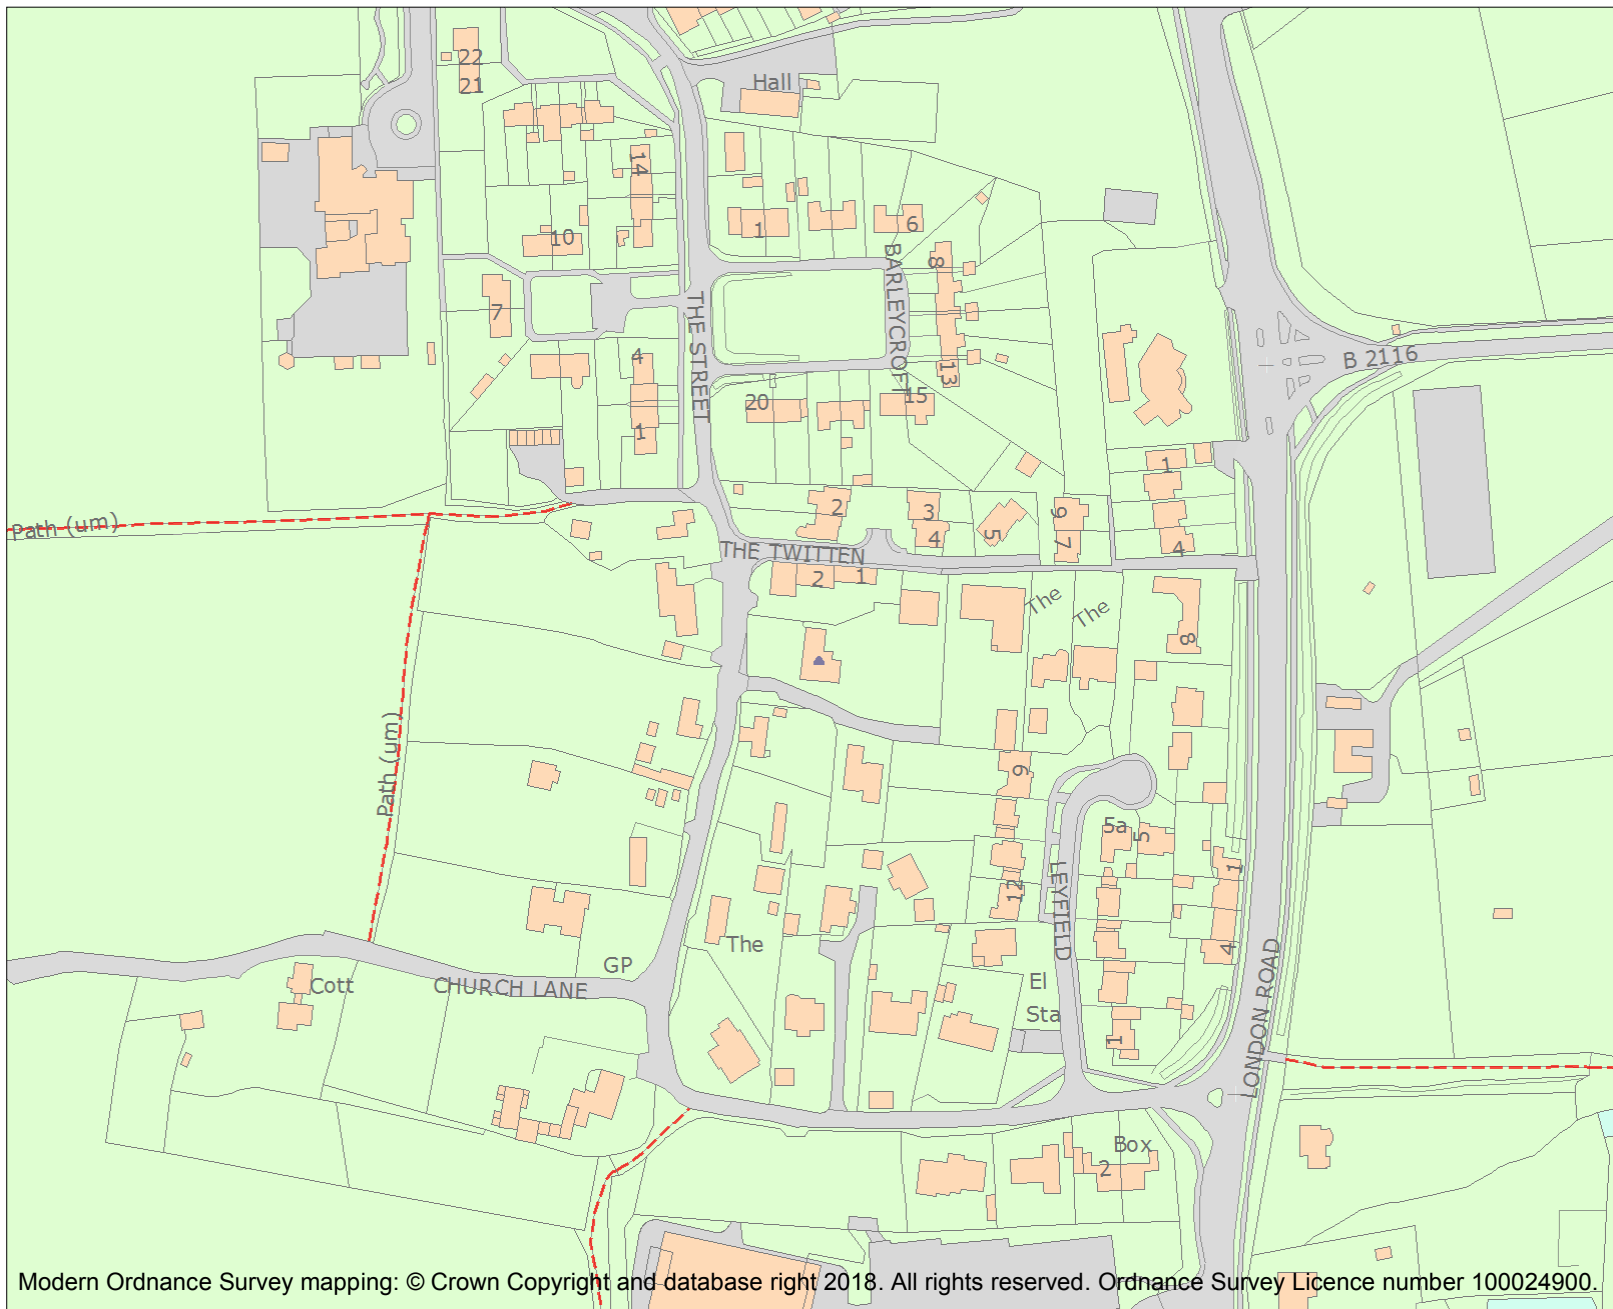 22
Hall
21
14
6
1
10
BARLEYCROFT
8
THE STREET
7
B 2116
4
13
20
15
1
1
2
3
9
Path (um)
4
5
7
4
THE TWITTEN
2
1
The
The
8
Path (um)
6
5a
5
LEYFIELD
1
12
The
4
GP
Cott
CHURCH LANE
El
Sta
LONDON ROAD
1
Box
2
Modern Ordnance Survey mapping: © Crown Copyright and database right 2018. All rights reserved. Ordnance Survey Licence number 100024900.